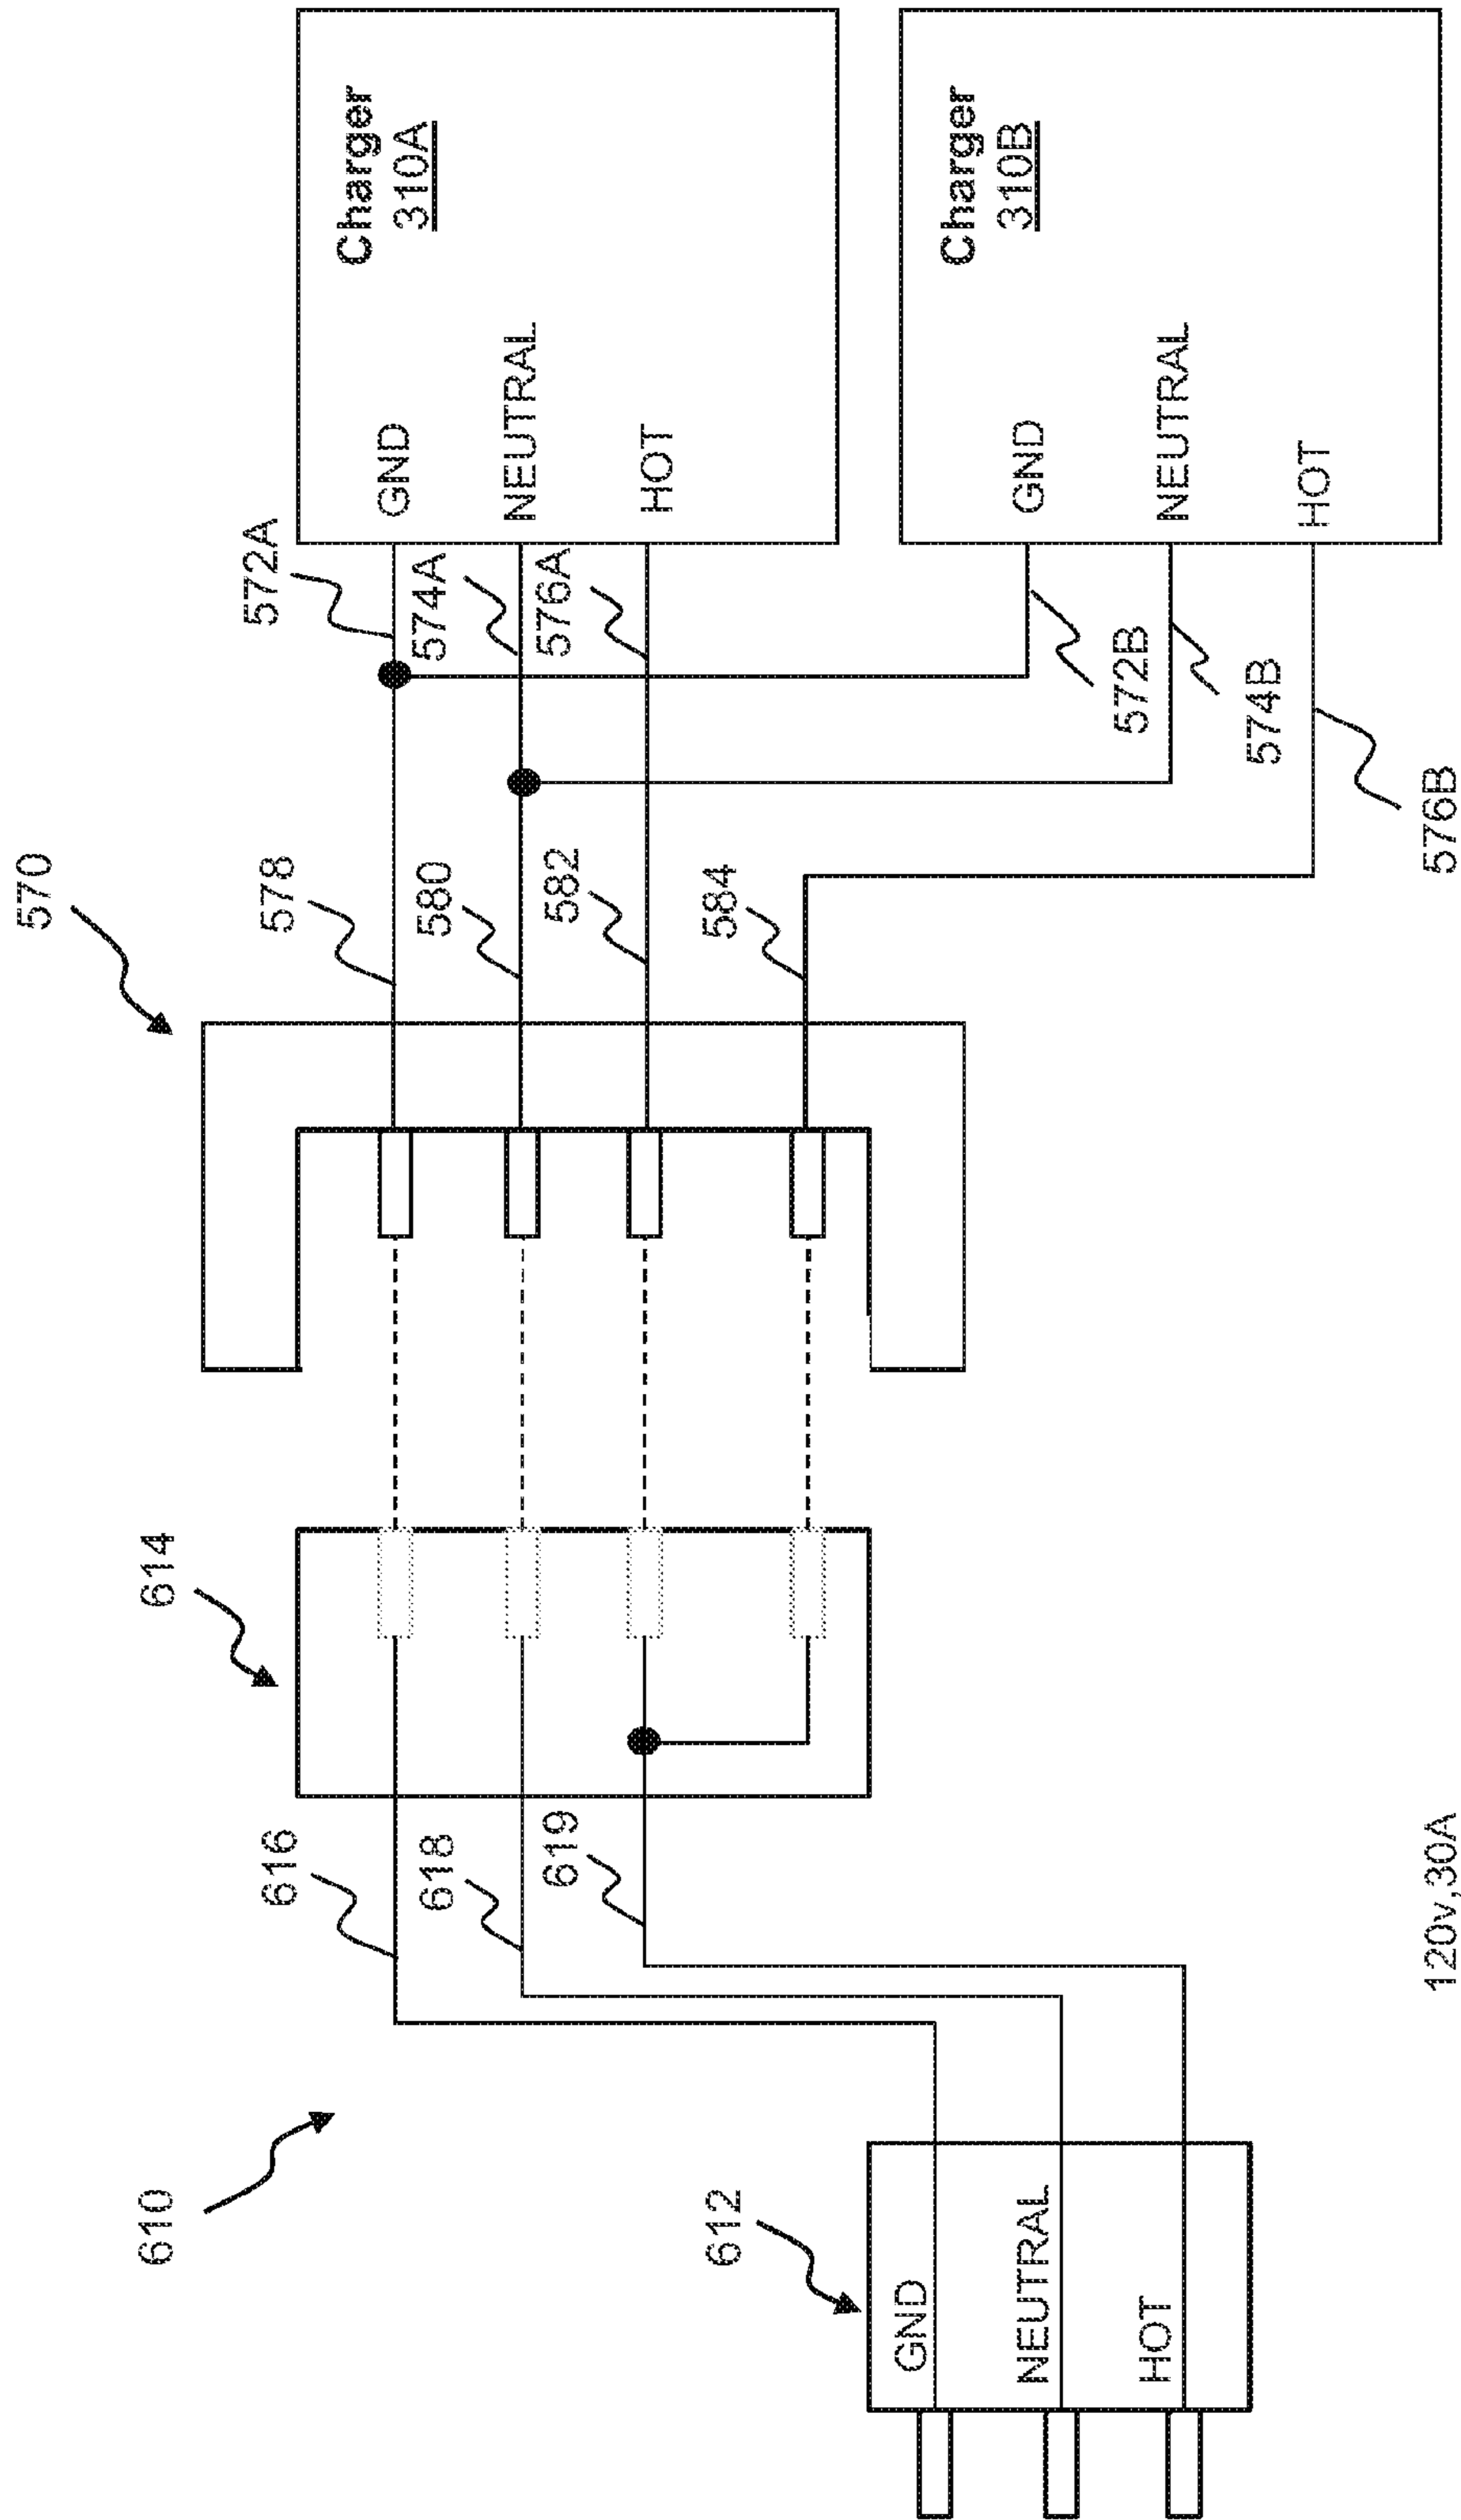 570
572A
Charger
310A
GND
NEUTRAL
HOT
574A
576A
578
580
582
584
Charger
310B
GND
NEUTRAL
HOT
572B
574B
576B
614
616
618
619
610
612
GND
NEUTRAL
HOT
120v,30A